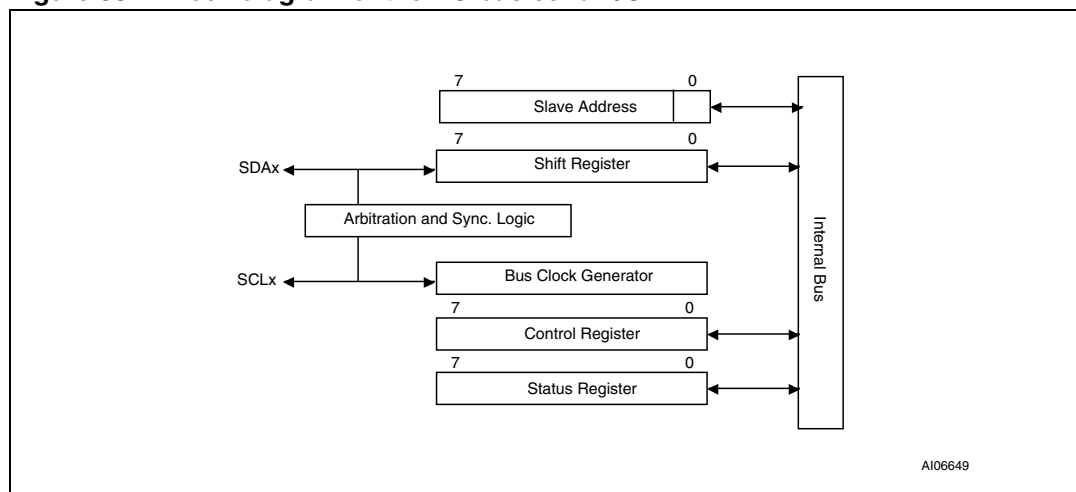 7 0
Slave Address
7 0
SDAx
Shift Register
Arbitration and Sync. Logic
SCLx
Bus Clock Generator
7 0
Control Register
7 0
Status Register
Internal Bus
AI06649